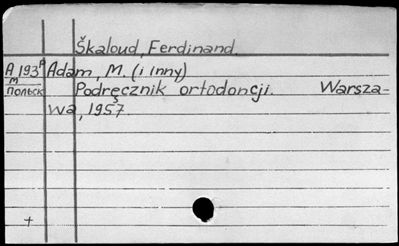 Škaloud, Ferdinand.
A 193 Adam, M. (i inny)
м
польск Podręcznik ortodoncji. Warsza-
wa, 1957.
+